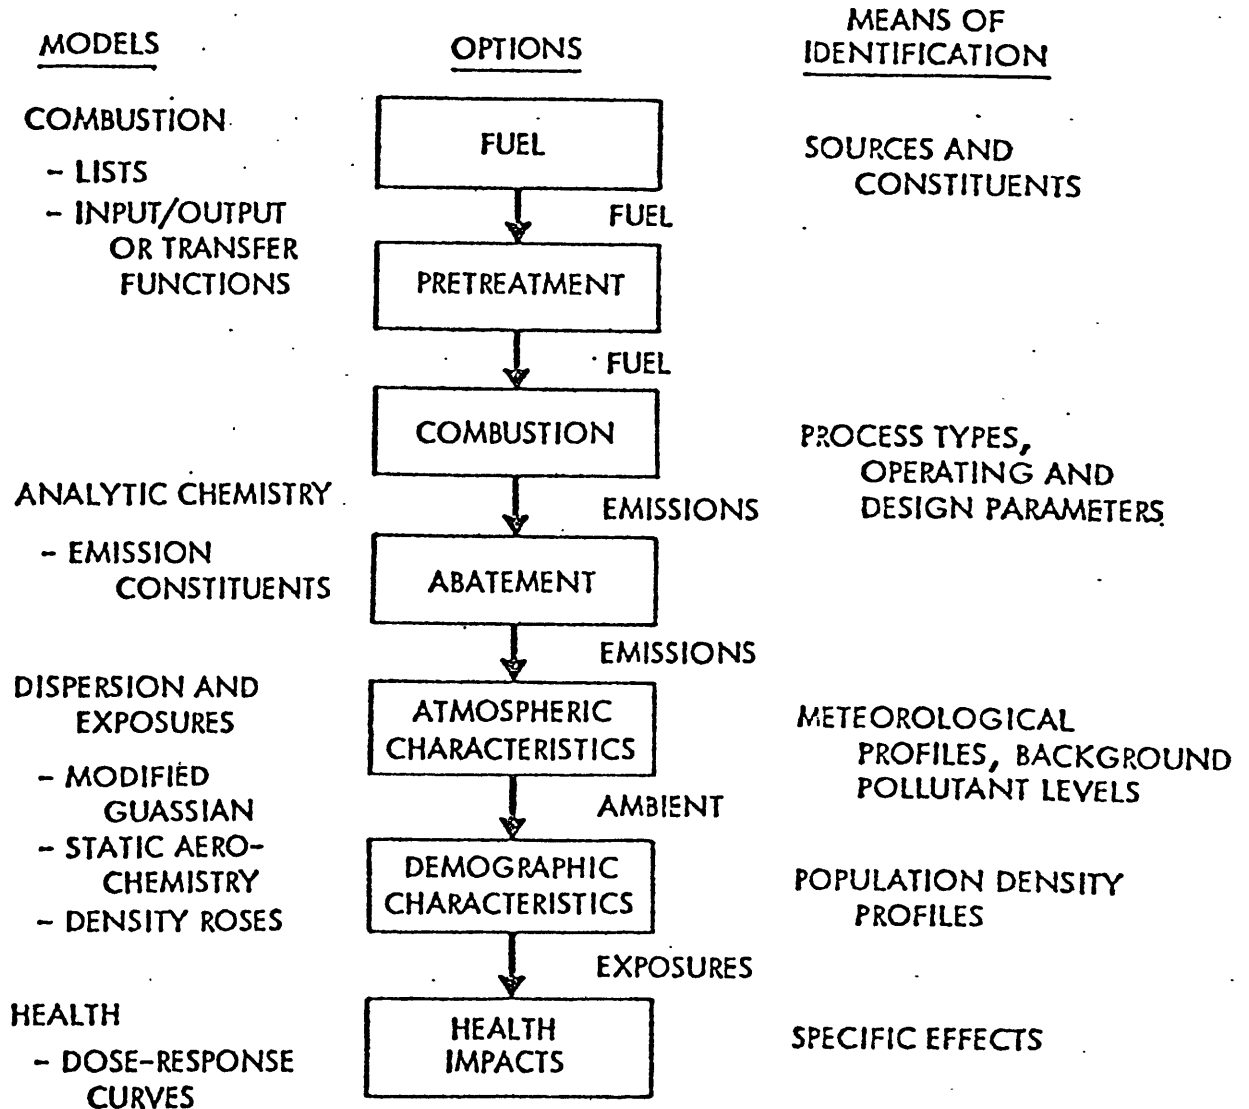 MODELS
OPTIONS
MEANS OF
IDENTIFICATION
COMBUSTION
- LISTS
- INPUT/OUTPUT
OR TRANSFER
FUNCTIONS
FUEL
SOURCES AND
CONSTITUENTS
FUEL
PRETREATMENT
FUEL
COMBUSTION
PROCESS TYPES,
OPERATING AND
DESIGN PARAMETERS
ANALYTIC CHEMISTRY
- EMISSION
CONSTITUENTS
EMISSIONS
ABATEMENT
EMISSIONS
DISPERSION AND
EXPOSURES
- MODIFIED
GUASSIAN
- STATIC AERO-
CHEMISTRY
- DENSITY ROSES
ATMOSPHERIC
CHARACTERISTICS
METEOROLOGICAL
PROFILES, BACKGROUND
POLLUTANT LEVELS
AMBIENT
DEMOGRAPHIC
CHARACTERISTICS
POPULATION DENSITY
PROFILES
EXPOSURES
HEALTH
- DOSE-RESPONSE
CURVES
HEALTH
IMPACTS
SPECIFIC EFFECTS